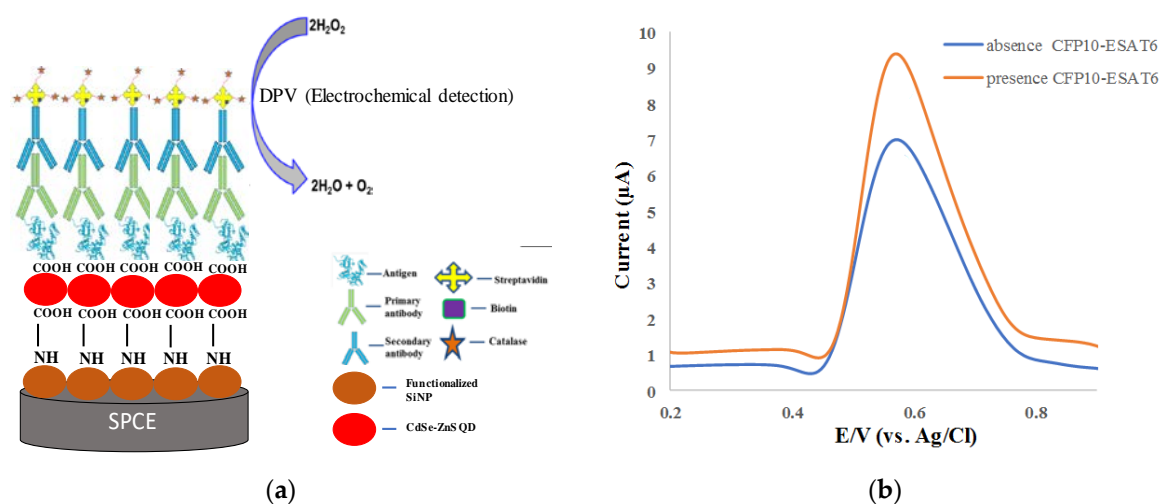 2H₂O₂
DPV (Electrochemical detection)
2H₂O + O₂
COOH COOH COOH COOH COOH
COOH COOH COOH COOH COOH
NH NH NH NH NH
SPCE
Antigen
Streptavidin
Primary
antibody
Biotin
Secondary
antibody
Catalase
Functionalized
SiNP
CdSe-ZnSQD
(a)
absence CFP10-ESAT6
presence CFP10-ESAT6
Current (µA)
10
9
8
7
6
5
4
3
2
1
0
0.2 0.4 0.6 0.8
E/V (vs. Ag/Cl)
(b)